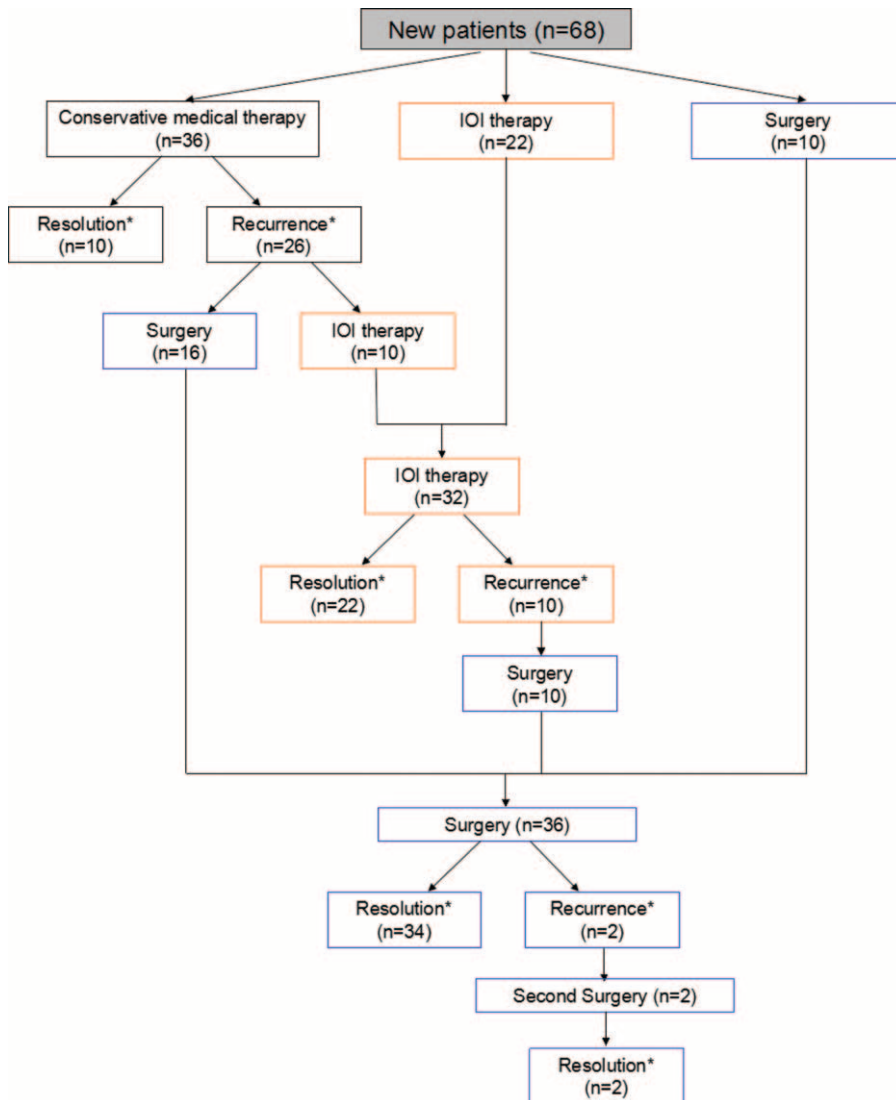 New patients (n=68)
Conservative medical therapy
(n=36)
IOI therapy
(n=22)
Surgery
(n=10)
Resolution*
(n=10)
Recurrence*
(n=26)
Surgery
(n=16)
IOI therapy
(n=10)
IOI therapy
(n=32)
Resolution*
(n=22)
Recurrence*
(n=10)
Surgery
(n=10)
Surgery (n=36)
Resolution*
(n=34)
Recurrence*
(n=2)
Second Surgery (n=2)
Resolution*
(n=2)